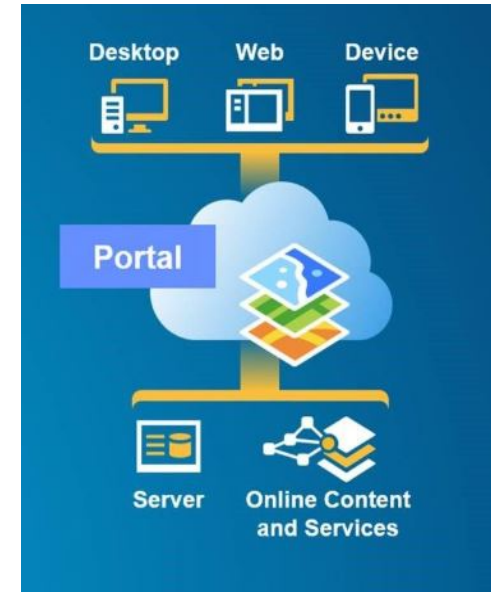 Desktop Web Device
Portal
Server Online Content
and Services